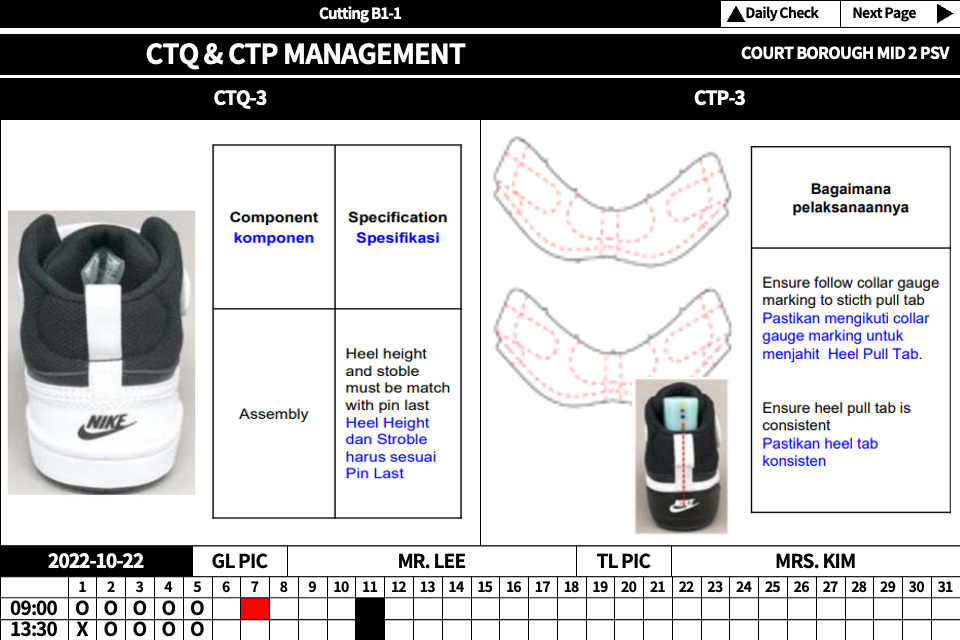 Cutting B1-1
Daily Check
Next Page
CTQ & CTP MANAGEMENT
COURT BOROUGH MID 2 PSV
CTQ-3
CTP-3
Component
komponen
Specification
Spesifikasi
Assembly
Heel height
and stoble
must be match
with pin last
Heel Height
dan Stroble
harus sesuai
Pin Last
NIKE
Bagaimana
pelaksanaannya
Ensure follow collar gauge
marking to sticth pull tab
Pastikan mengikuti collar
gauge marking untuk
menjahit Heel Pull Tab.
Ensure heel pull tab is
consistent
Pastikan heel tab
konsisten
NIKE
2022-10-22 GL PIC MR. LEE TL PIC MRS. KIM
1 2 3 4 5 6 7 8 9 10 11 12 13 14 15 16 17 18 19 20 21 22 23 24 25 26 27 28 29 30 31
09:00 O O O O O
13:30 X O O O O